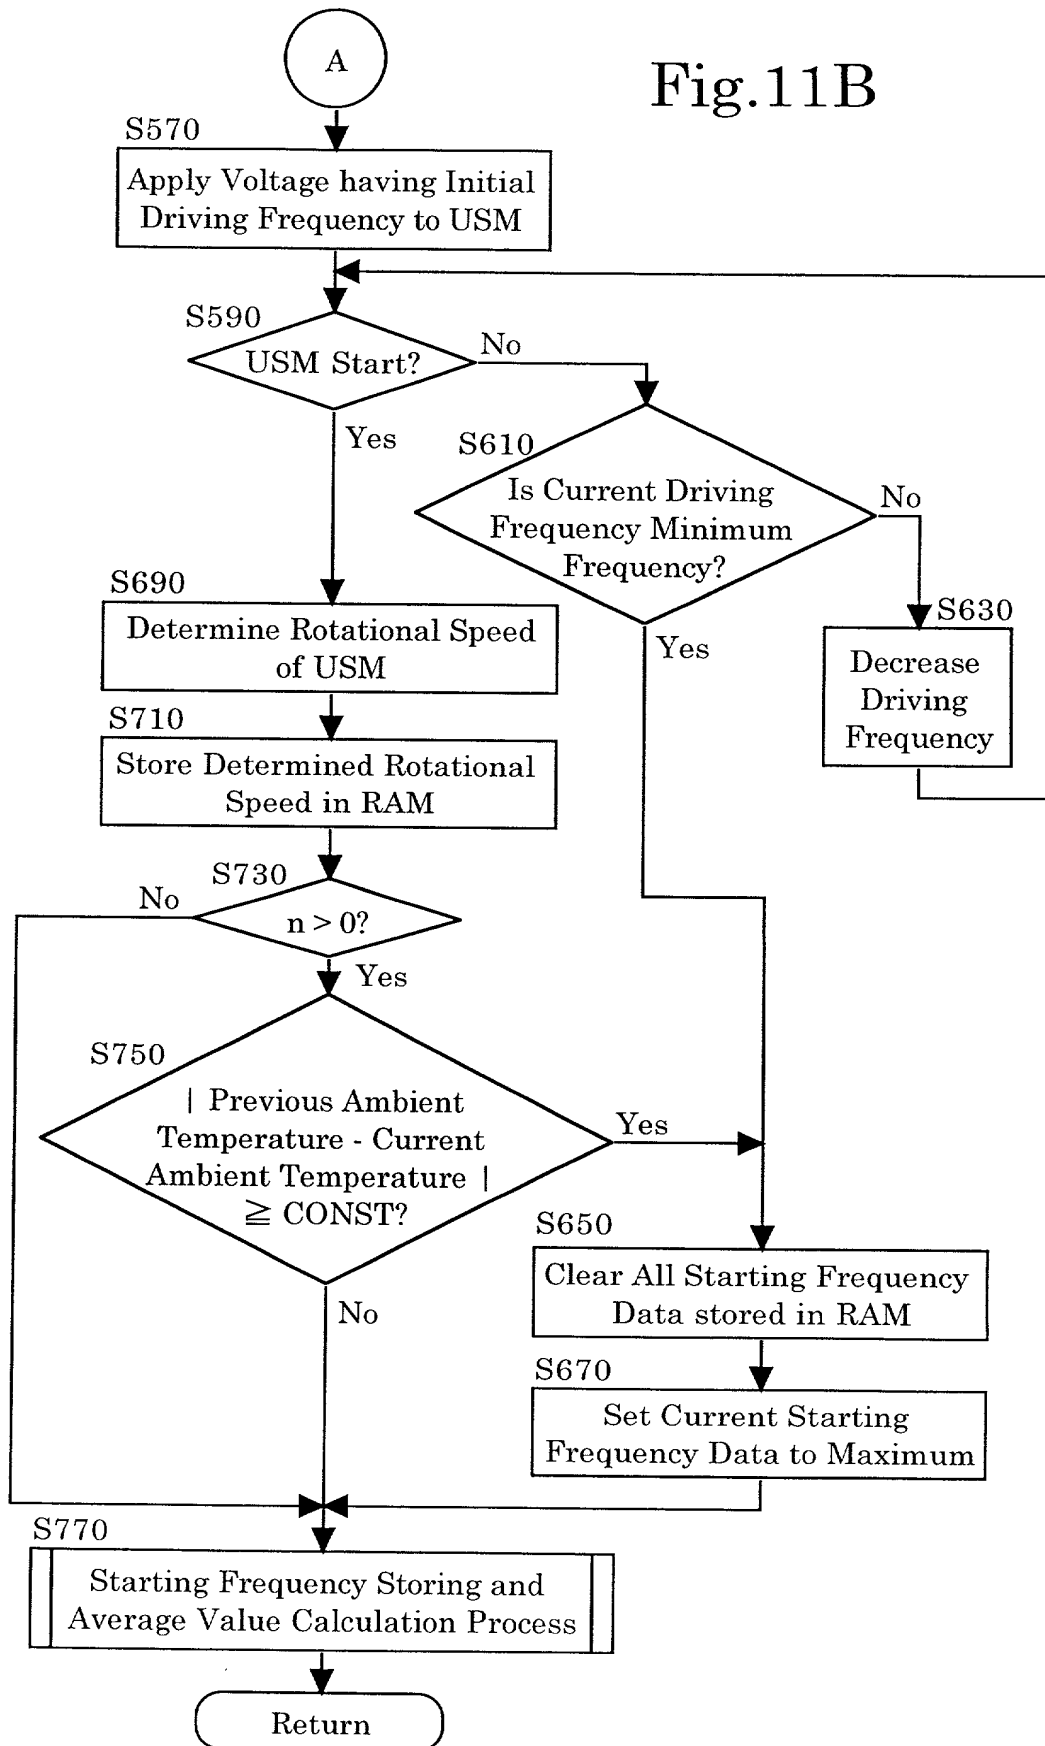 A
Fig.11B
S570
Apply Voltage having Initial
Driving Frequency to USM
S590
USM Start?
No
Yes
S610
Is Current Driving
Frequency Minimum
Frequency?
No
Yes
S630
Decrease
Driving
Frequency
S690
Determine Rotational Speed
of USM
S710
Store Determined Rotational
Speed in RAM
S730
n > 0?
No
Yes
S750
| Previous Ambient
Temperature - Current
Ambient Temperature |
≧ CONST?
Yes
No
S650
Clear All Starting Frequency
Data stored in RAM
S670
Set Current Starting
Frequency Data to Maximum
S770
Starting Frequency Storing and
Average Value Calculation Process
Return